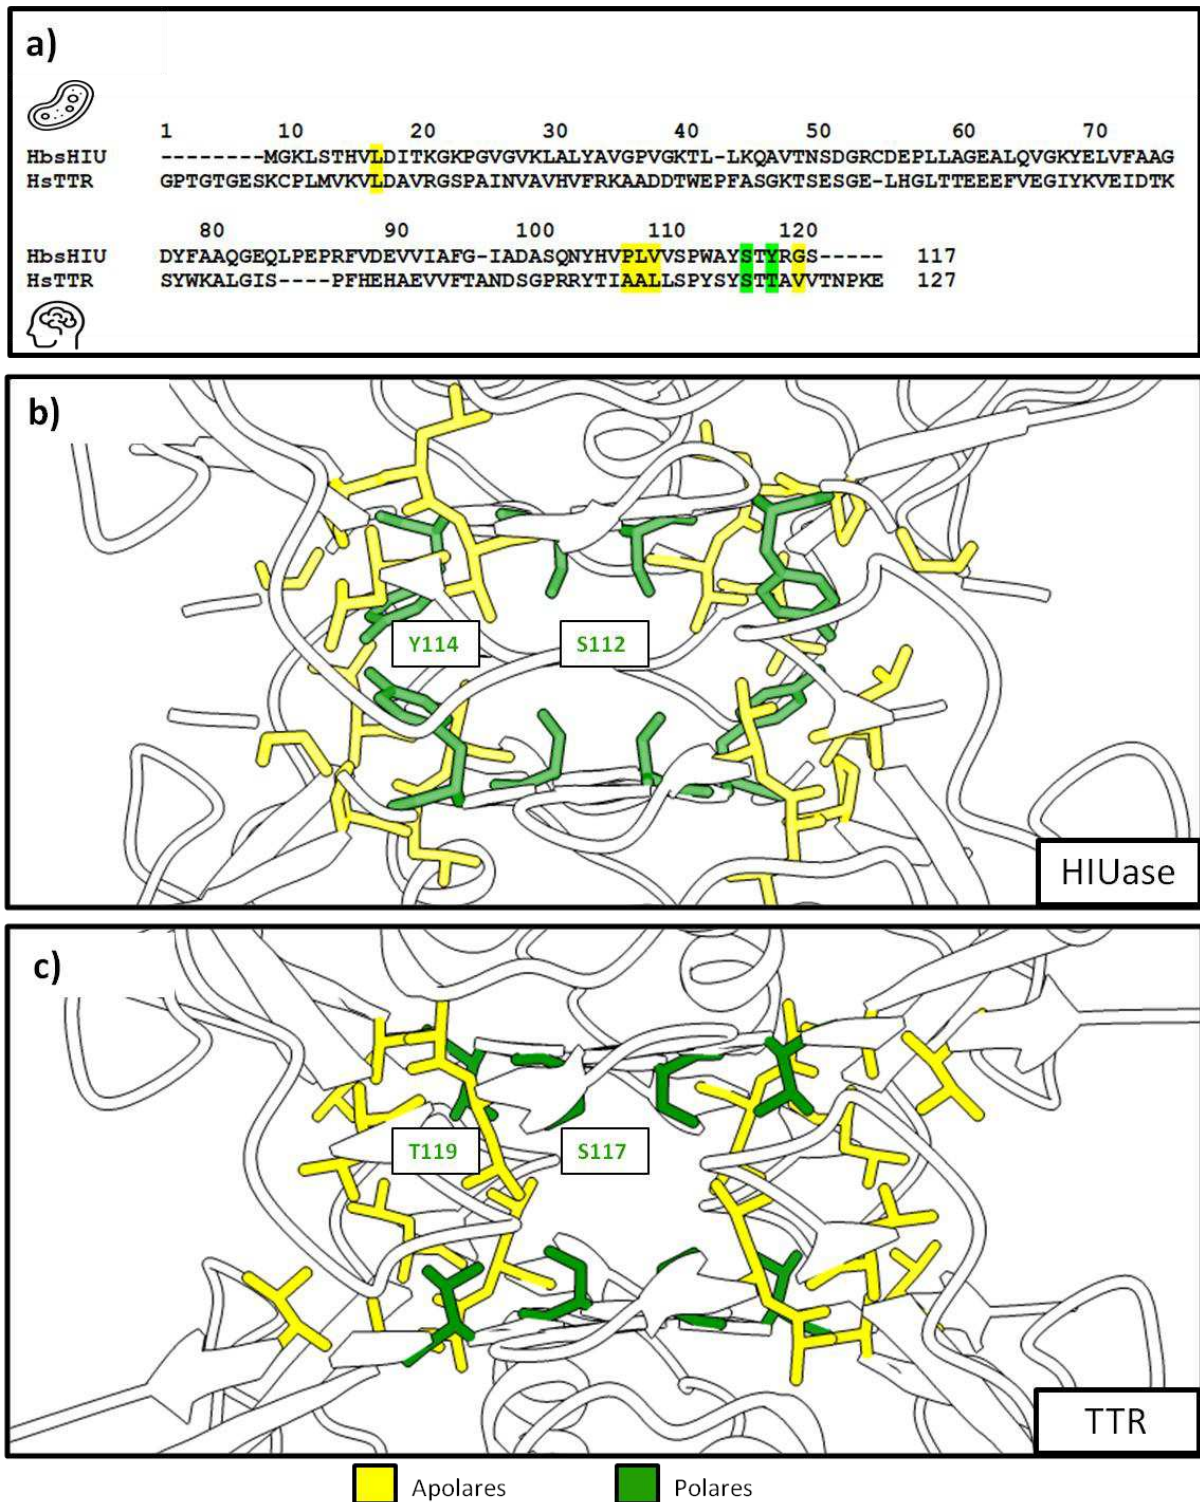 a)
1 10 20 30 40 50 60 70
HbsHIU --------MGKLSTHVLDITKGKPGVGVKLALYAVGPVGKTL-LKQAVTNSDGRCDEPLLAGEALQVGKYELVFAAG
HsTTR GPTGTGESKCPLMVKVLDAVRGSPAINVAVHVFRKAADDTWEPFASGKTSESGE-LHGLTTEEEFVEGIYKVEIDTK
80 90 100 110 120
HbsHIU DYFAAQGEQLPEPRFVDEVVIAFG-IADASQNYHVPLVVSPWAYSTYRGS----- 117
HsTTR SYWKALGIS----PFHEHAEVVFTANDSGPRRYTIAALLSPYSYSTTAVVTNPKE 127
b)
Y114 S112
HIUase
c)
T119 S117
TTR
Apolares Polares